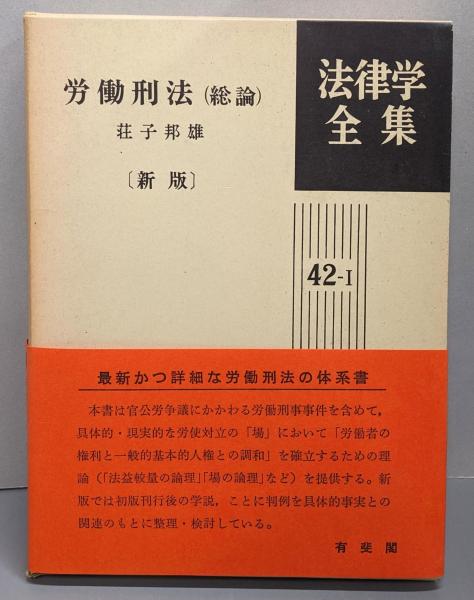 労働刑法(総論)
荘子邦雄
〔新版〕
法律学
全集
42-I
最新かつ詳細な労働刑法の体系書
本書は官公労争議にかかわる労働刑事事件を含めて,
具体的・現実的な労使対立の「場」において「労働者の
権利と一般的基本的人権との調和」を確立するための理
論(「法益較量の論理」「場の論理」など)を提供する。新
版では初版刊行後の学説,ことに判例を具体的事実との
関連のもとに整理・検討している。
有斐閣